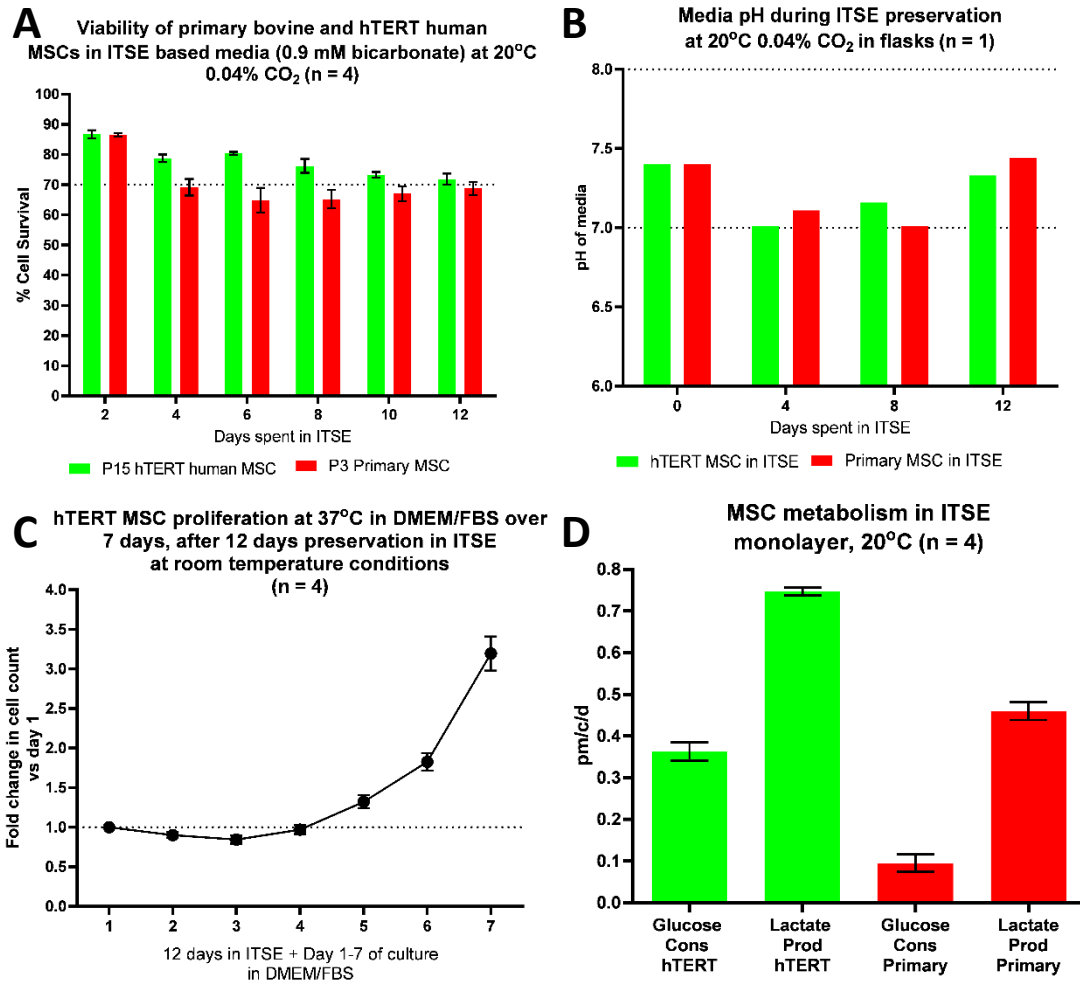 A
Viability of primary bovine and hTERT human
MSCs in ITSE based media (0.9 mM bicarbonate) at 20°C
0.04% CO₂ (n = 4)
100
90
80
70
60
50
40
30
20
10
0
% Cell Survival
2 4 6 8 10 12
Days spent in ITSE
P15 hTERT human MSC P3 Primary MSC
B
Media pH during ITSE preservation
at 20°C 0.04% CO₂ in flasks (n = 1)
8.0
7.5
7.0
6.5
6.0
pH of media
0 4 8 12
Days spent in ITSE
hTERT MSC in ITSE Primary MSC in ITSE
C
hTERT MSC proliferation at 37°C in DMEM/FBS over
7 days, after 12 days preservation in ITSE
at room temperature conditions
(n = 4)
4.0
3.5
3.0
2.5
2.0
1.5
1.0
0.5
0.0
Fold change in cell count
vs day 1
1 2 3 4 5 6 7
12 days in ITSE + Day 1-7 of culture
in DMEM/FBS
D
MSC metabolism in ITSE
monolayer, 20°C (n = 4)
0.8
0.7
0.6
0.5
0.4
0.3
0.2
0.1
0.0
pm/c/d
Glucose Lactate Glucose Lactate
Cons Prod Cons Prod
hTERT hTERT Primary Primary